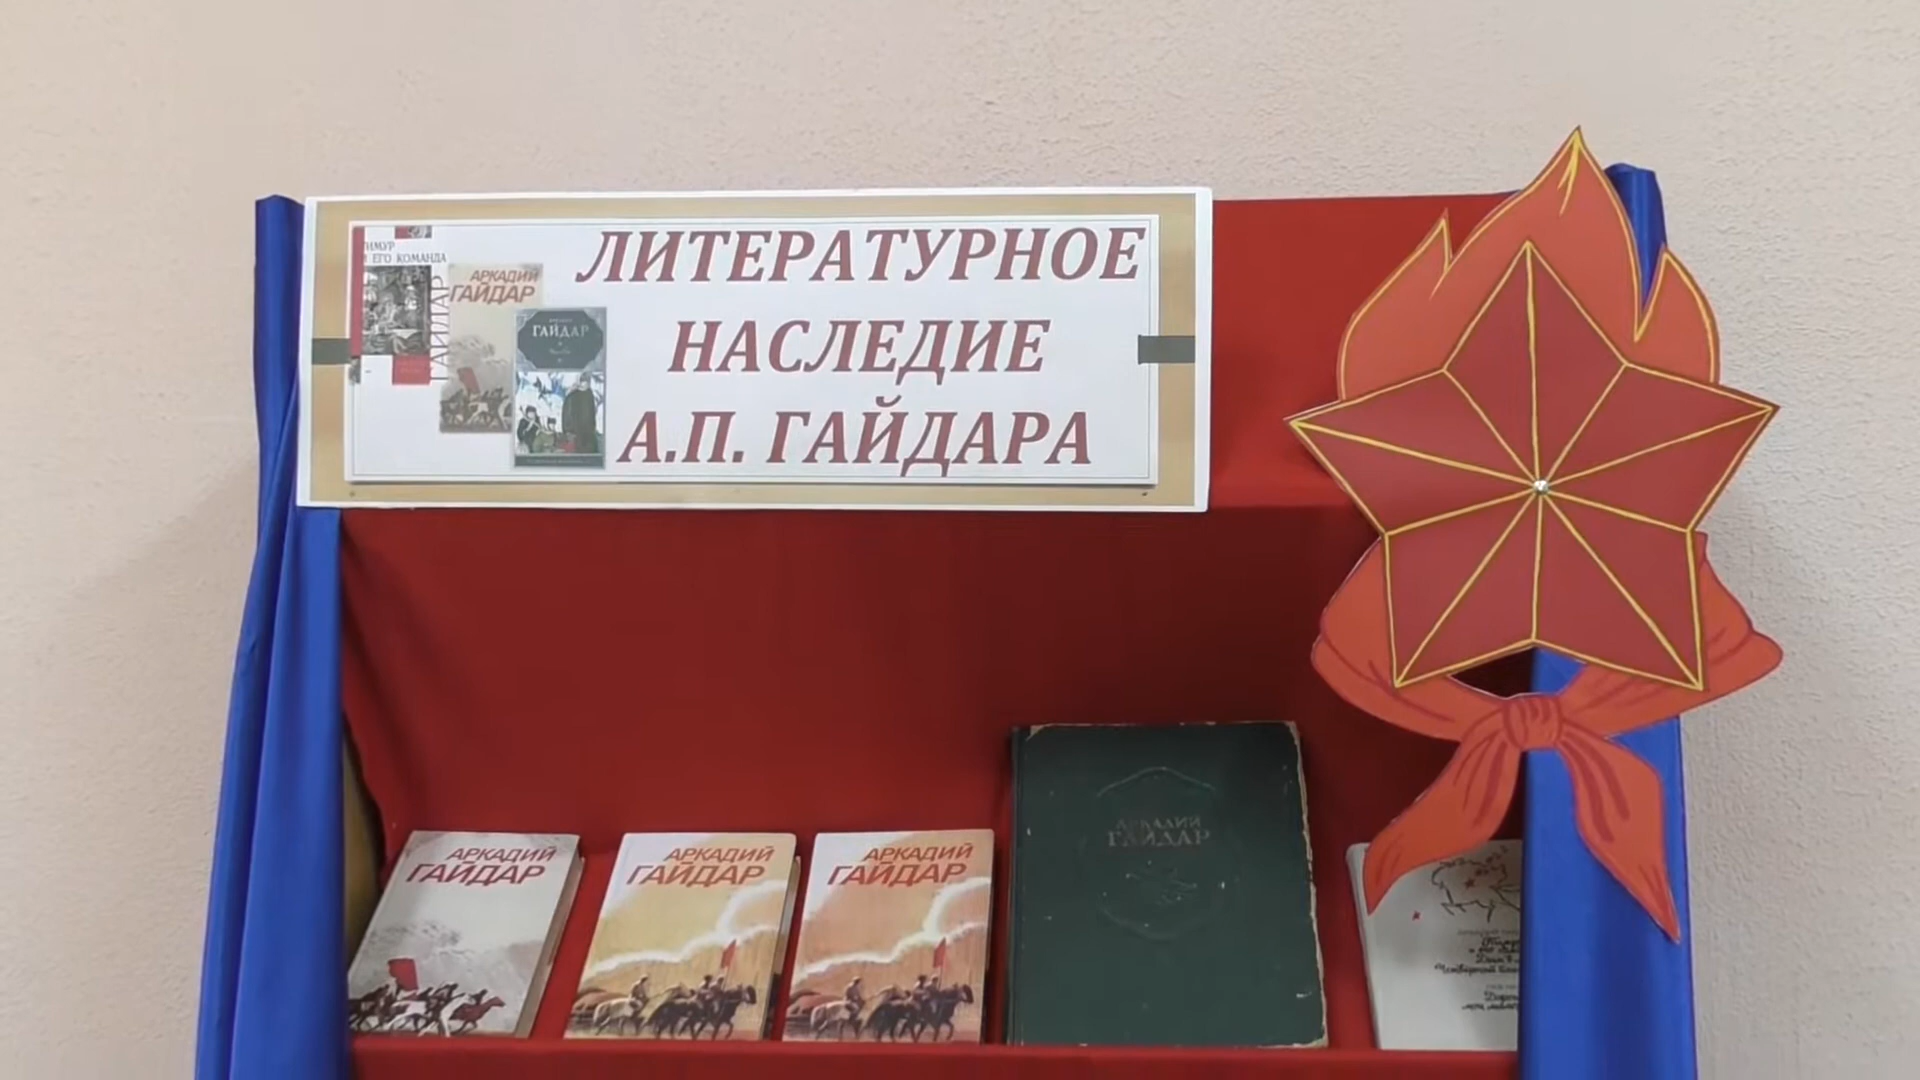 ЛИТЕРАТУРНОЕ
НАСЛЕДИЕ
А.П. ГАЙДАРА
ТИМУР
И ЕГО КОМАНДА
ГАЙДАР
АРКАДИЙ
ГАЙДАР
ГАЙДАР
АРКАДИЙ
ГАЙДАР
АРКАДИЙ
ГАЙДАР
АРКАДИЙ
ГАЙДАР
АРКАДИЙ
ГАЙДАР